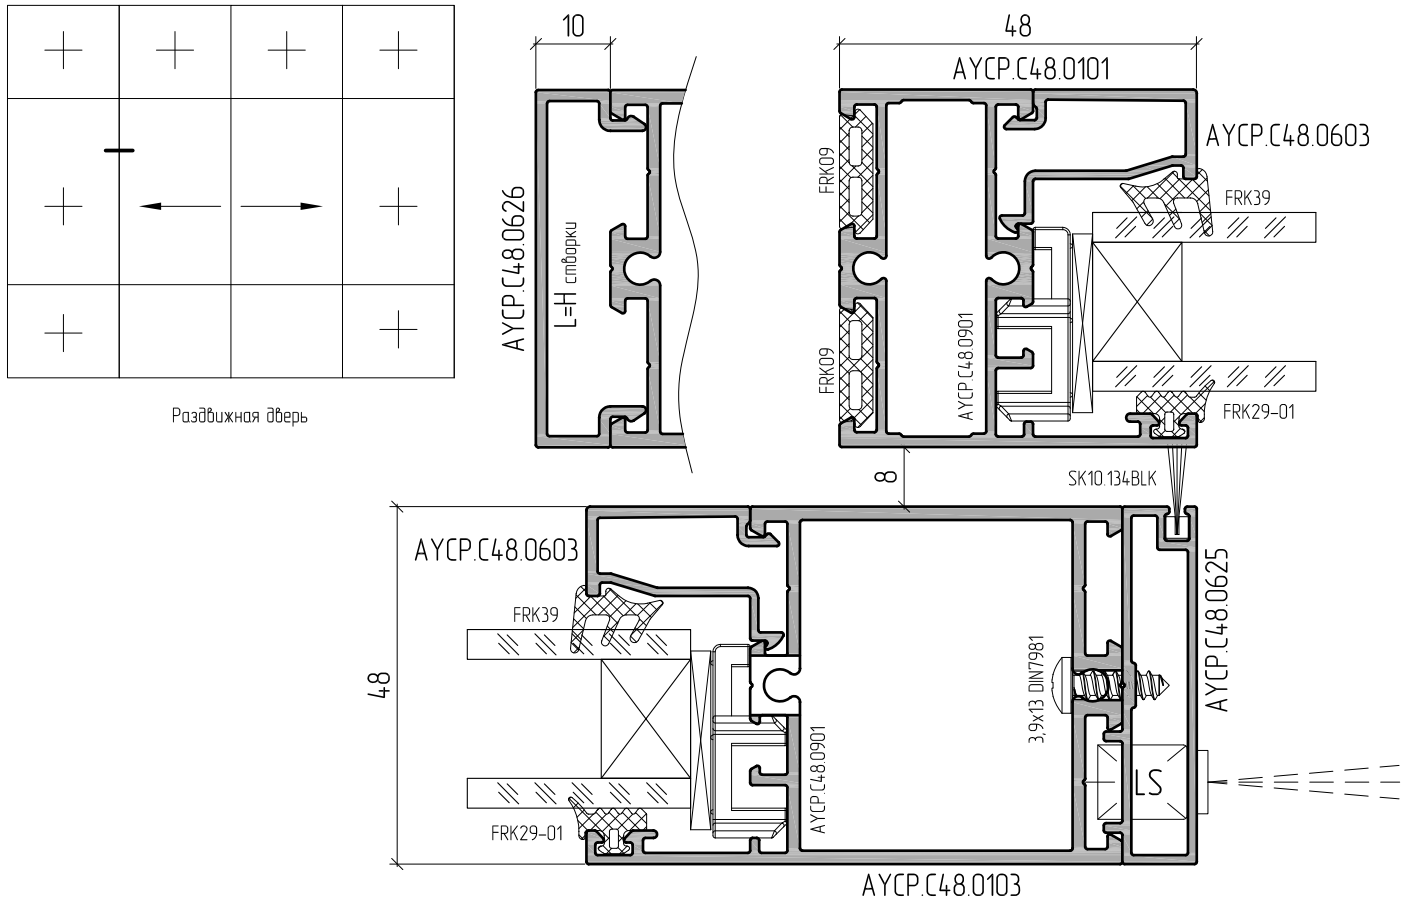 10
48
AYCP.C48.0101
AYCP.C48.0603
FRK09
FRK39
AYCP.C48.0626
L=H створки
FRK09
AYCP.C48.0901
FRK29-01
Раздвижная дверь
8
SK10.134BLK
AYCP.C48.0603
FRK39
AYCP.C48.0625
48
3,9x13 DIN7981
AYCP.C48.0901
LS
FRK29-01
AYCP.C48.0103